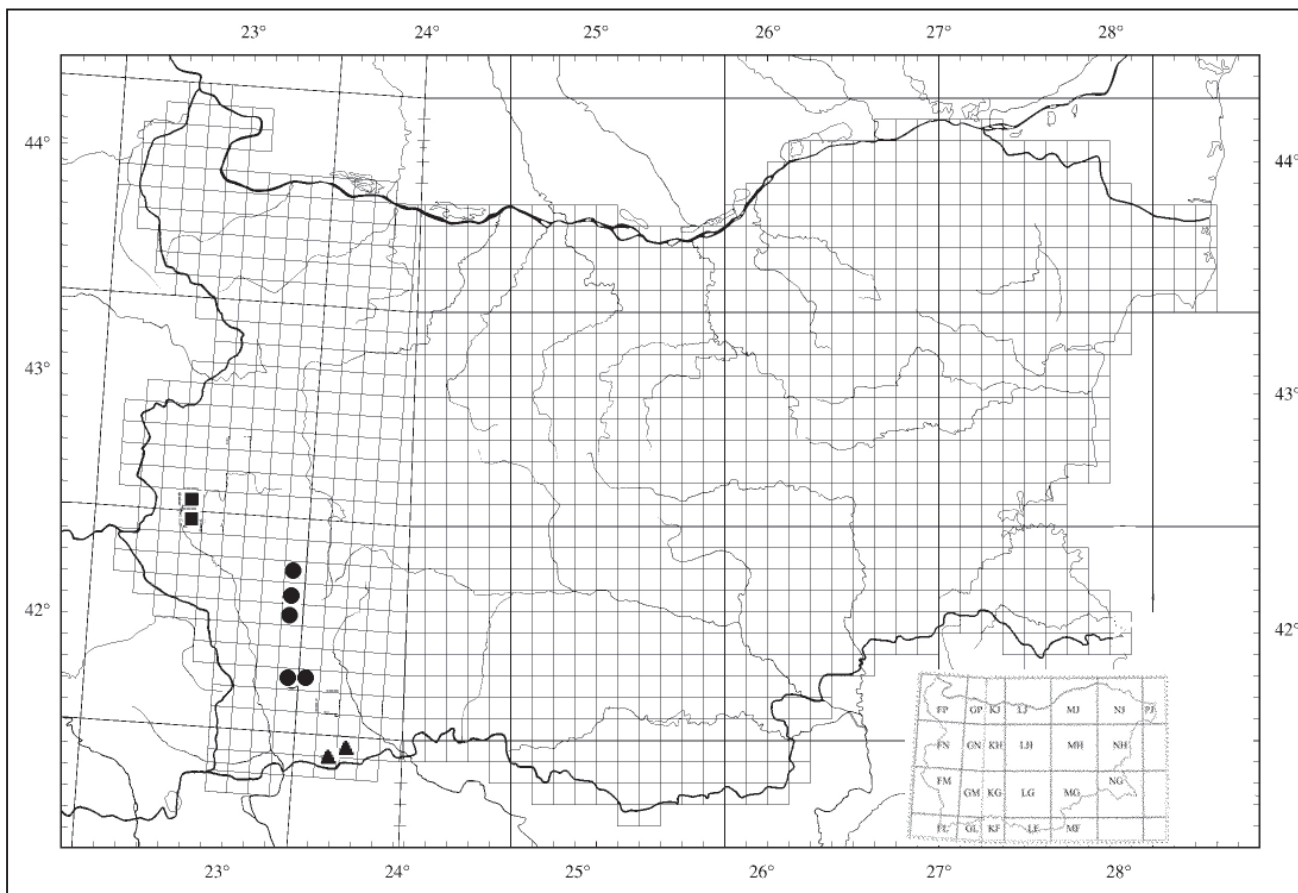 23° 24° 25° 26° 27° 28°
44° 44°
43° 43°
42° 42°
FP GP KJ LJ MJ NJ PJ
FN GN KH LH MH NH
FM GM KG LG MG NG
FL GL KF LF MF
23° 24° 25° 26° 27° 28°